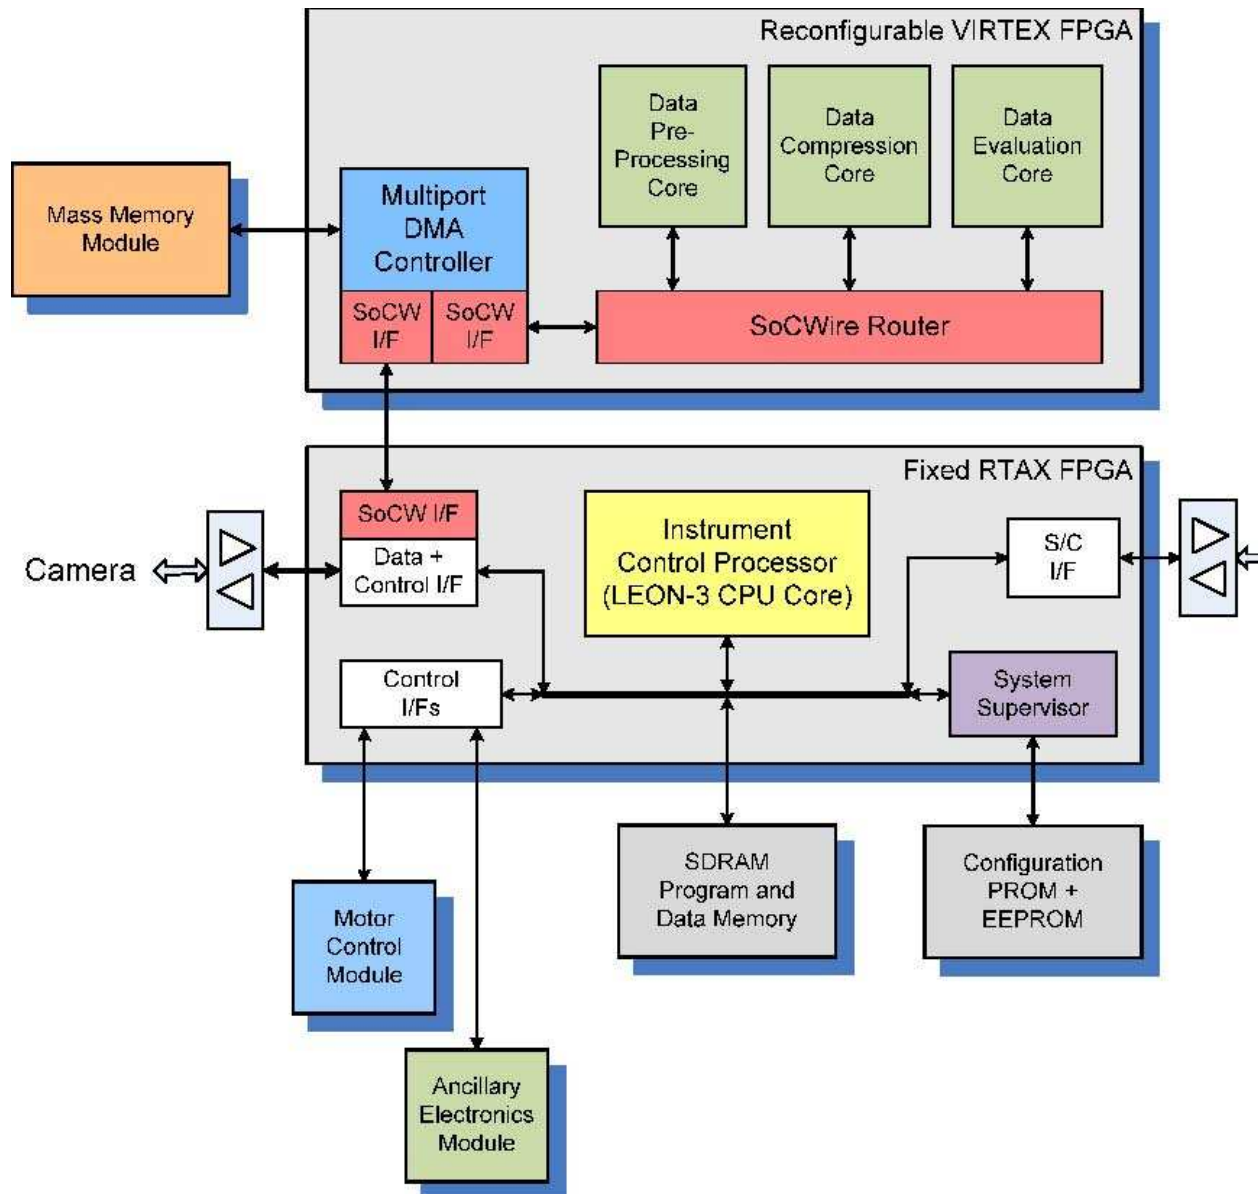 Reconfigurable VIRTEX FPGA
Data
Pre-
Processing
Core
Data
Compression
Core
Data
Evaluation
Core
Mass Memory
Module
Multiport
DMA
Controller
SoCW
I/F
SoCW
I/F
SoCWire Router
Fixed RTAX FPGA
SoCW I/F
Data +
Control I/F
Instrument
Control Processor
(LEON-3 CPU Core)
S/C
I/F
Camera
Control
I/Fs
System
Supervisor
SDRAM
Program and
Data Memory
Configuration
PROM +
EEPROM
Motor
Control
Module
Ancillary
Electronics
Module